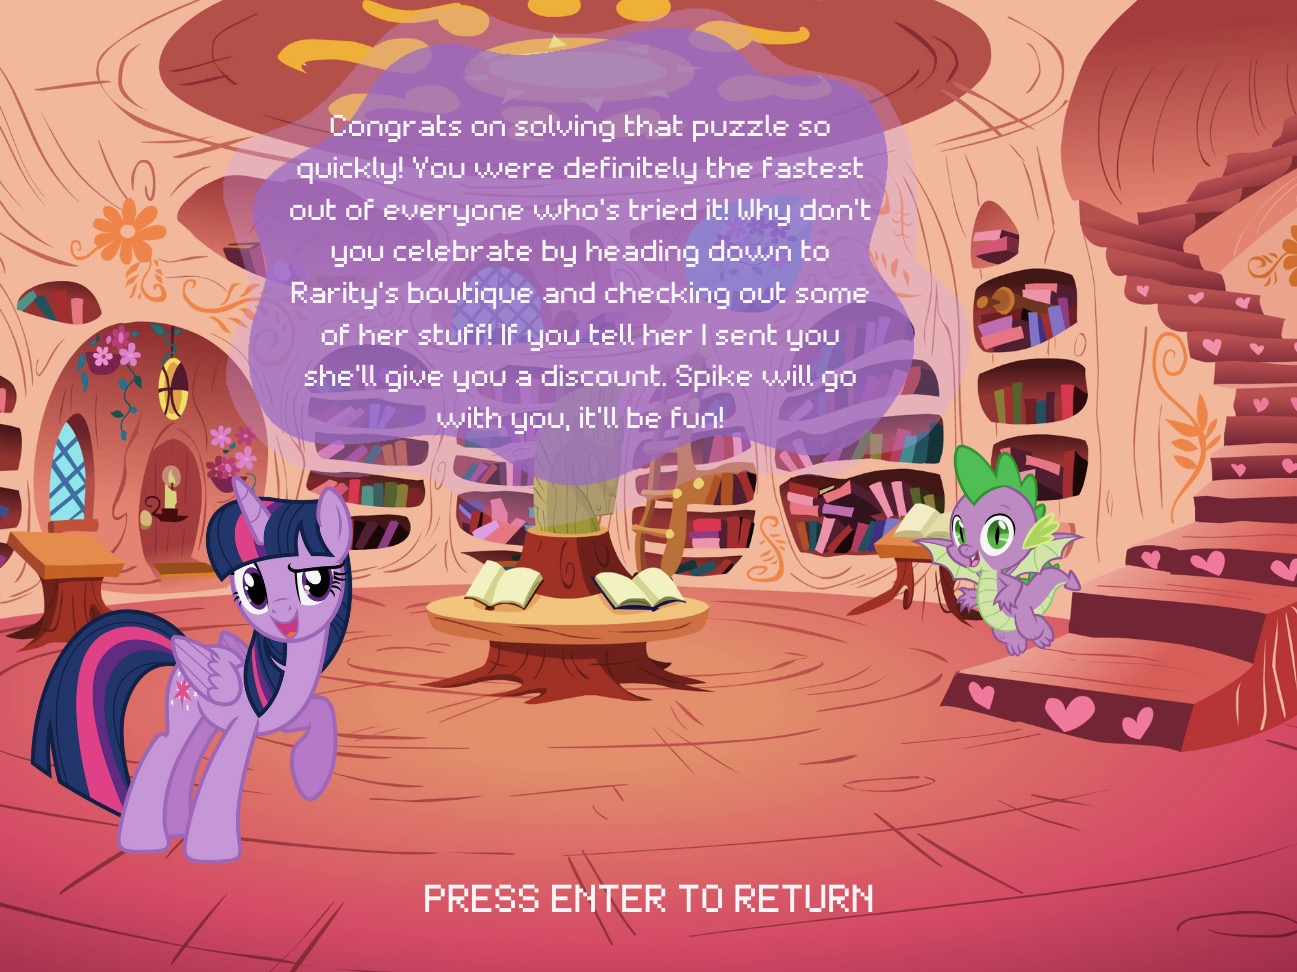 Congrats on solving that puzzle so
quickly! You were definitely the fastest
out of everyone who's tried it! Why don't
you celebrate by heading down to
Rarity's boutique and checking out some
of her stuff! If you tell her I sent you
she'll give you a discount. Spike will go
with you, it'll be fun!
PRESS ENTER TO RETURN